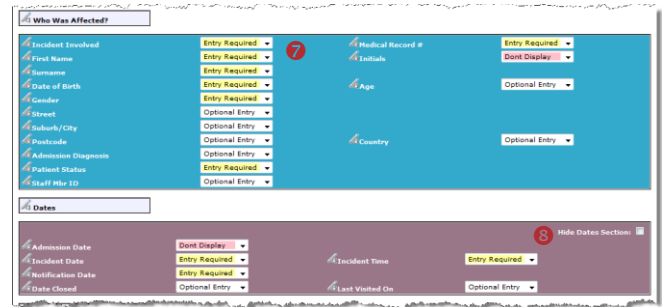 Who Was Affected?
Incident Involved Entry Required 7 Medical Record # Entry Required
First Name Entry Required Initials Dont Display
Surname Entry Required
Date of Birth Entry Required Age Optional Entry
Gender Entry Required
Street Optional Entry
Suburb/City Optional Entry
Postcode Optional Entry Country Optional Entry
Admission Diagnosis Optional Entry
Patient Status Entry Required
Staff Mbr ID Optional Entry
Dates
8 Hide Dates Section:
Admission Date Dont Display
Incident Date Entry Required Incident Time Entry Required
Notification Date Entry Required
Date Closed Optional Entry Last Visited On Optional Entry